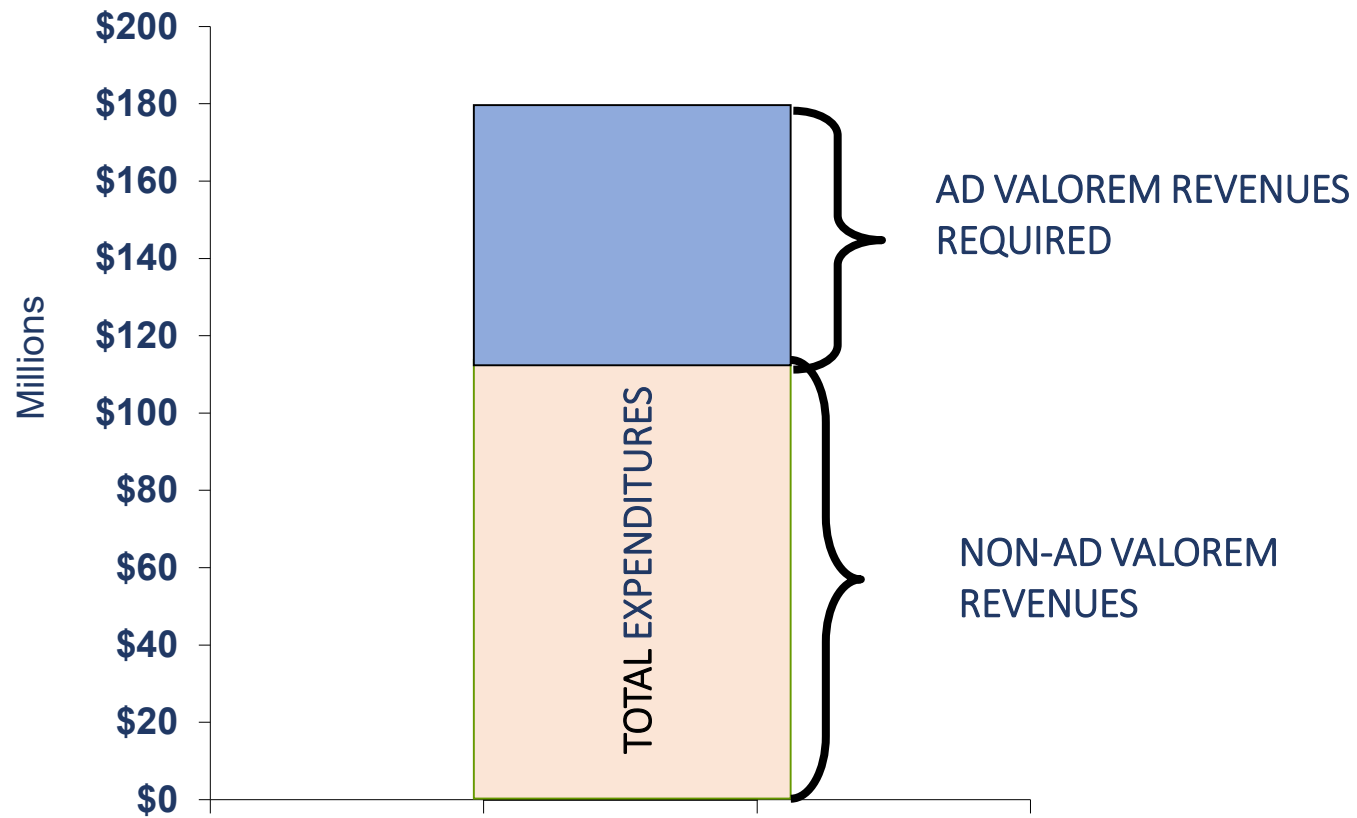 $200
$180
$160
$140
$120
$100
$80
$60
$40
$20
$0
Millions
TOTAL EXPENDITURES
AD VALOREM REVENUES
REQUIRED
NON-AD VALOREM
REVENUES